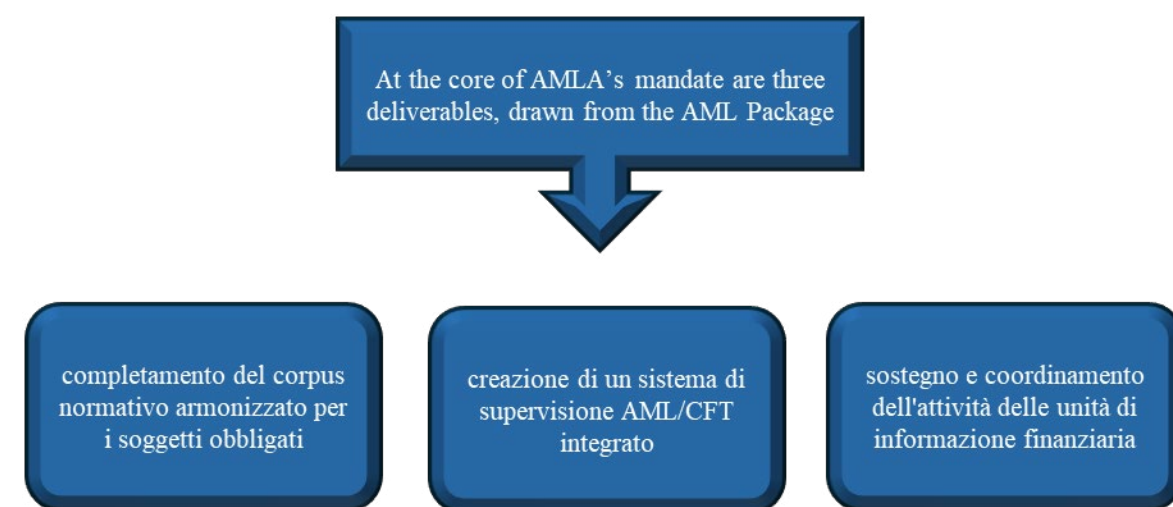 At the core of AMLA's mandate are three
deliverables, drawn from the AML Package
completamento del corpus
normativo armonizzato per
i soggetti obbligati
creazione di un sistema di
supervisione AML/CFT
integrato
sostegno e coordinamento
dell'attività delle unità di
informazione finanziaria